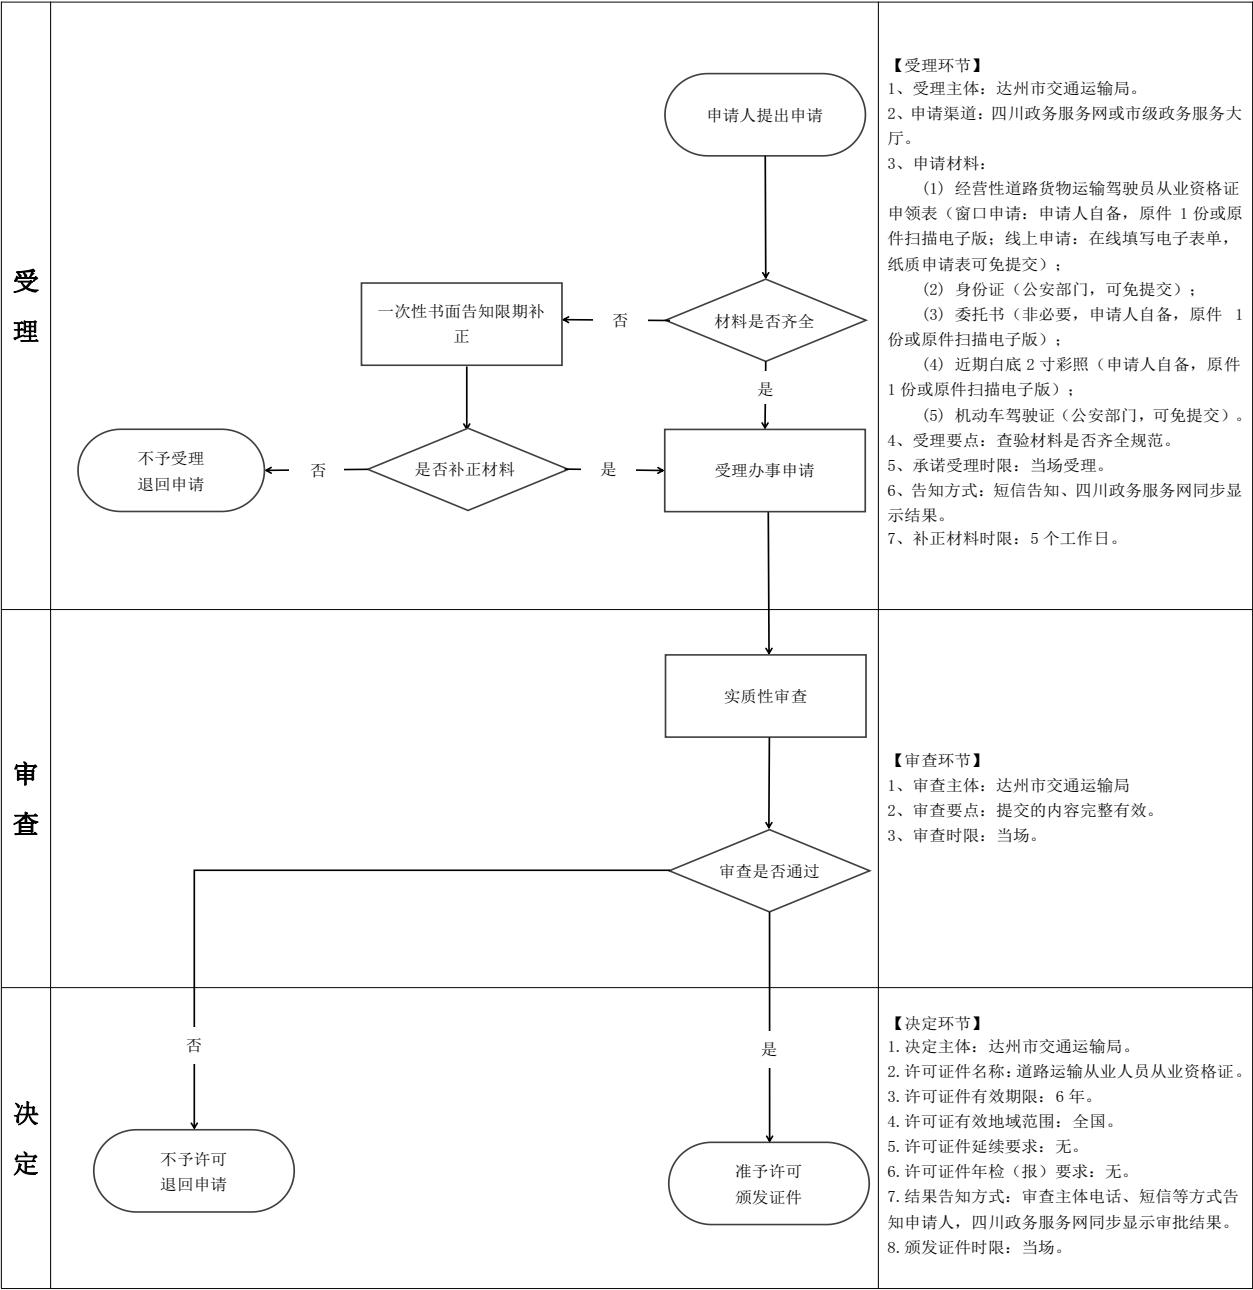 受
理
申请人提出申请
材料是否齐全
否
一次性书面告知限期补
正
是
是否补正材料
否
不予受理
退回申请
是
受理办事申请
【受理环节】
1、受理主体：达州市交通运输局。
2、申请渠道：四川政务服务网或市级政务服务大
厅。
3、申请材料：
(1) 经营性道路货物运输驾驶员从业资格证
申领表（窗口申请：申请人自备，原件 1 份或原
件扫描电子版；线上申请：在线填写电子表单，
纸质申请表可免提交）；
(2) 身份证（公安部门，可免提交）；
(3) 委托书（非必要，申请人自备，原件 1
份或原件扫描电子版）；
(4) 近期白底 2 寸彩照（申请人自备，原件
1 份或原件扫描电子版）；
(5) 机动车驾驶证（公安部门，可免提交）。
4、受理要点：查验材料是否齐全规范。
5、承诺受理时限：当场受理。
6、告知方式：短信告知、四川政务服务网同步显
示结果。
7、补正材料时限：5 个工作日。
审
查
实质性审查
审查是否通过
【审查环节】
1、审查主体：达州市交通运输局
2、审查要点：提交的内容完整有效。
3、审查时限：当场。
决
定
否
是
不予许可
退回申请
准予许可
颁发证件
【决定环节】
1.决定主体：达州市交通运输局。
2.许可证件名称：道路运输从业人员从业资格证。
3.许可证件有效期限：6 年。
4.许可证有效地域范围：全国。
5.许可证件延续要求：无。
6.许可证件年检（报）要求：无。
7.结果告知方式：审查主体电话、短信等方式告
知申请人，四川政务服务网同步显示审批结果。
8.颁发证件时限：当场。